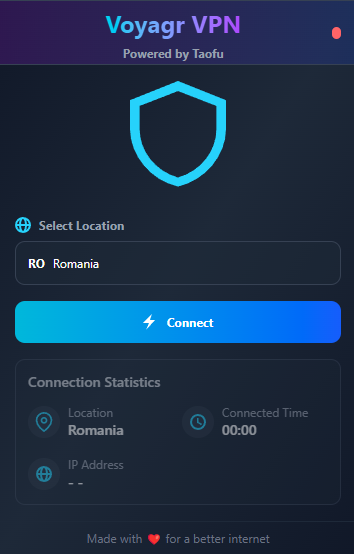 Voyagr VPN
Powered by Taofu
Select Location
RO Romania
Connect
Connection Statistics
Location
Romania
Connected Time
00:00
IP Address
- -
Made with ❤️ for a better internet